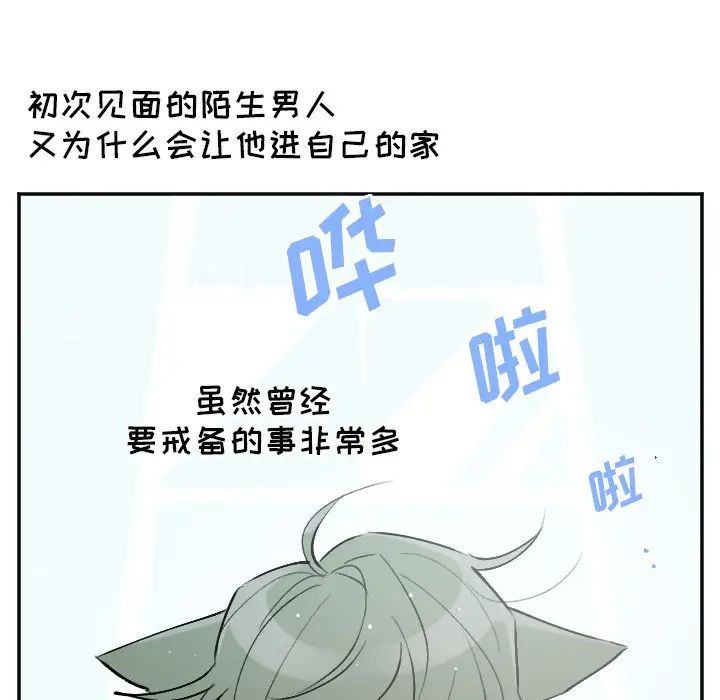 初次见面的陌生男人
又为什么会让他进自己的家
哗
啦
虽然曾经
要戒备的事非常多
啦